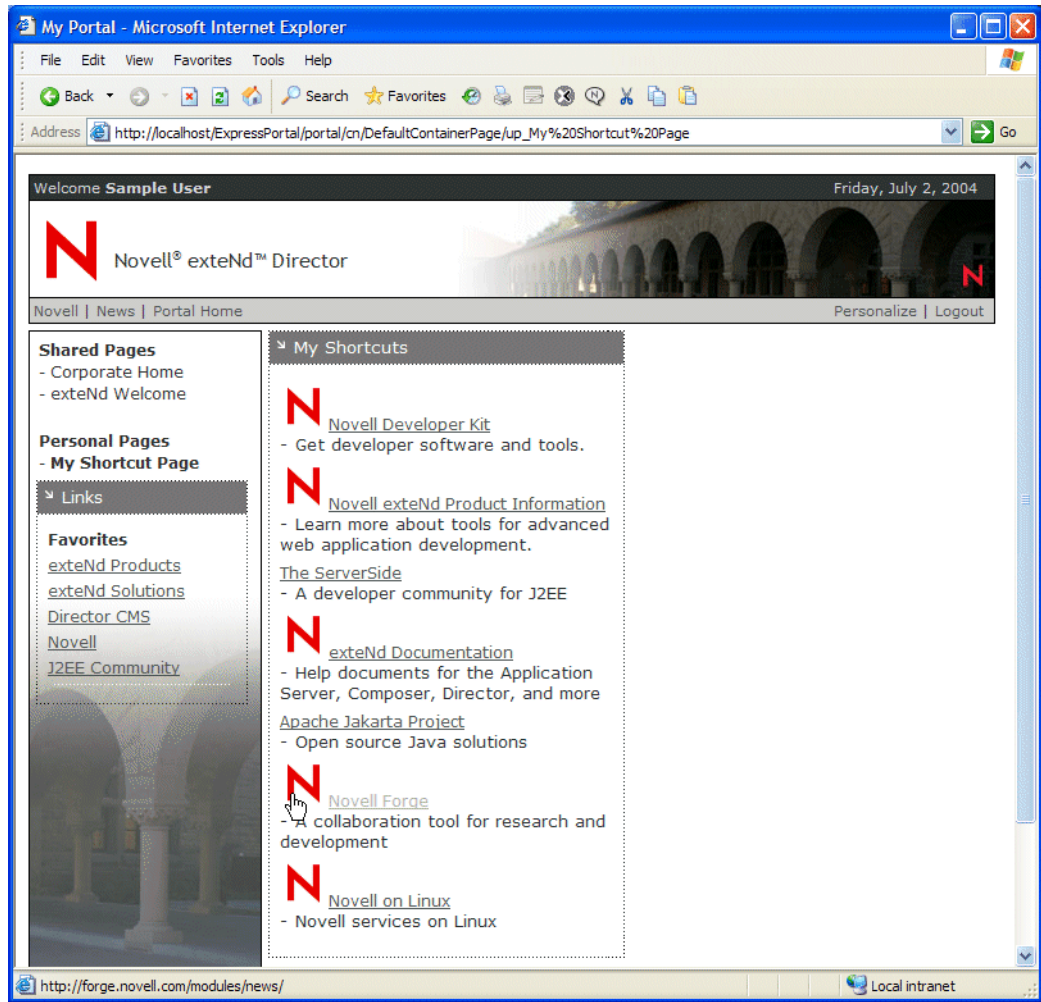 My Portal - Microsoft Internet Explorer
File Edit View Favorites Tools Help
Back Search Favorites
Address http://localhost/ExpressPortal/portal/cn/DefaultContainerPage/up_My%20Shortcut%20Page Go
Welcome Sample User Friday, July 2, 2004
N Novell® exteNd™ Director N
Novell | News | Portal Home Personalize | Logout
Shared Pages
- Corporate Home
- exteNd Welcome
Personal Pages
- My Shortcut Page
Links
Favorites
exteNd Products
exteNd Solutions
Director CMS
Novell
J2EE Community
My Shortcuts
N Novell Developer Kit
- Get developer software and tools.
N Novell exteNd Product Information
- Learn more about tools for advanced
web application development.
The ServerSide
- A developer community for J2EE
N exteNd Documentation
- Help documents for the Application
Server, Composer, Director, and more
Apache Jakarta Project
- Open source Java solutions
N Novell Forge
- A collaboration tool for research and
development
N Novell on Linux
- Novell services on Linux
http://forge.novell.com/modules/news/ Local intranet